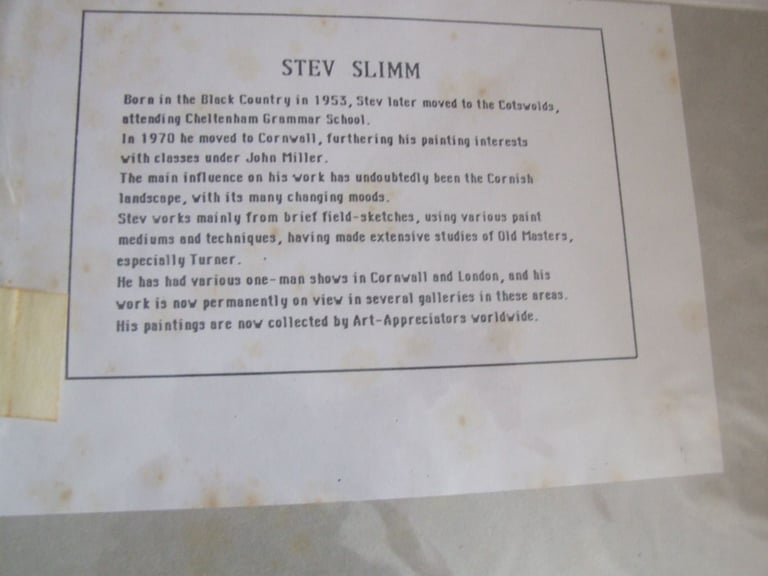 STEV SLIMM
Born in the Black Country in 1953, Stev later moved to the Cotswolds,
attending Cheltenham Grammar School.
In 1970 he moved to Cornwall, furthering his painting interests
with classes under John Miller.
The main influence on his work has undoubtedly been the Cornish
landscape, with its many changing moods.
Stev works mainly from brief field-sketches, using various paint
mediums and techniques, having made extensive studies of Old Masters,
especially Turner.
He has had various one-man shows in Cornwall and London, and his
work is now permanently on view in several galleries in these areas.
His paintings are now collected by Art-Appreciators worldwide.